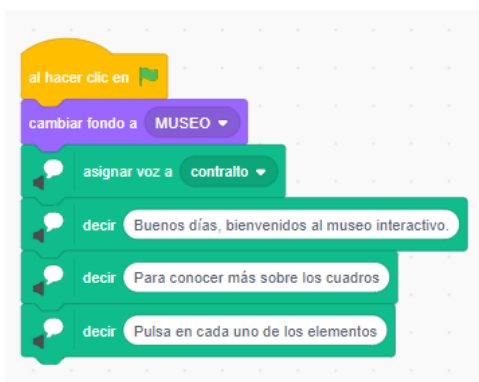 al hacer clic en
cambiar fondo a MUSEO
asignar voz a contralto
decir Buenos días, bienvenidos al museo interactivo.
decir Para conocer más sobre los cuadros
decir Pulsa en cada uno de los elementos